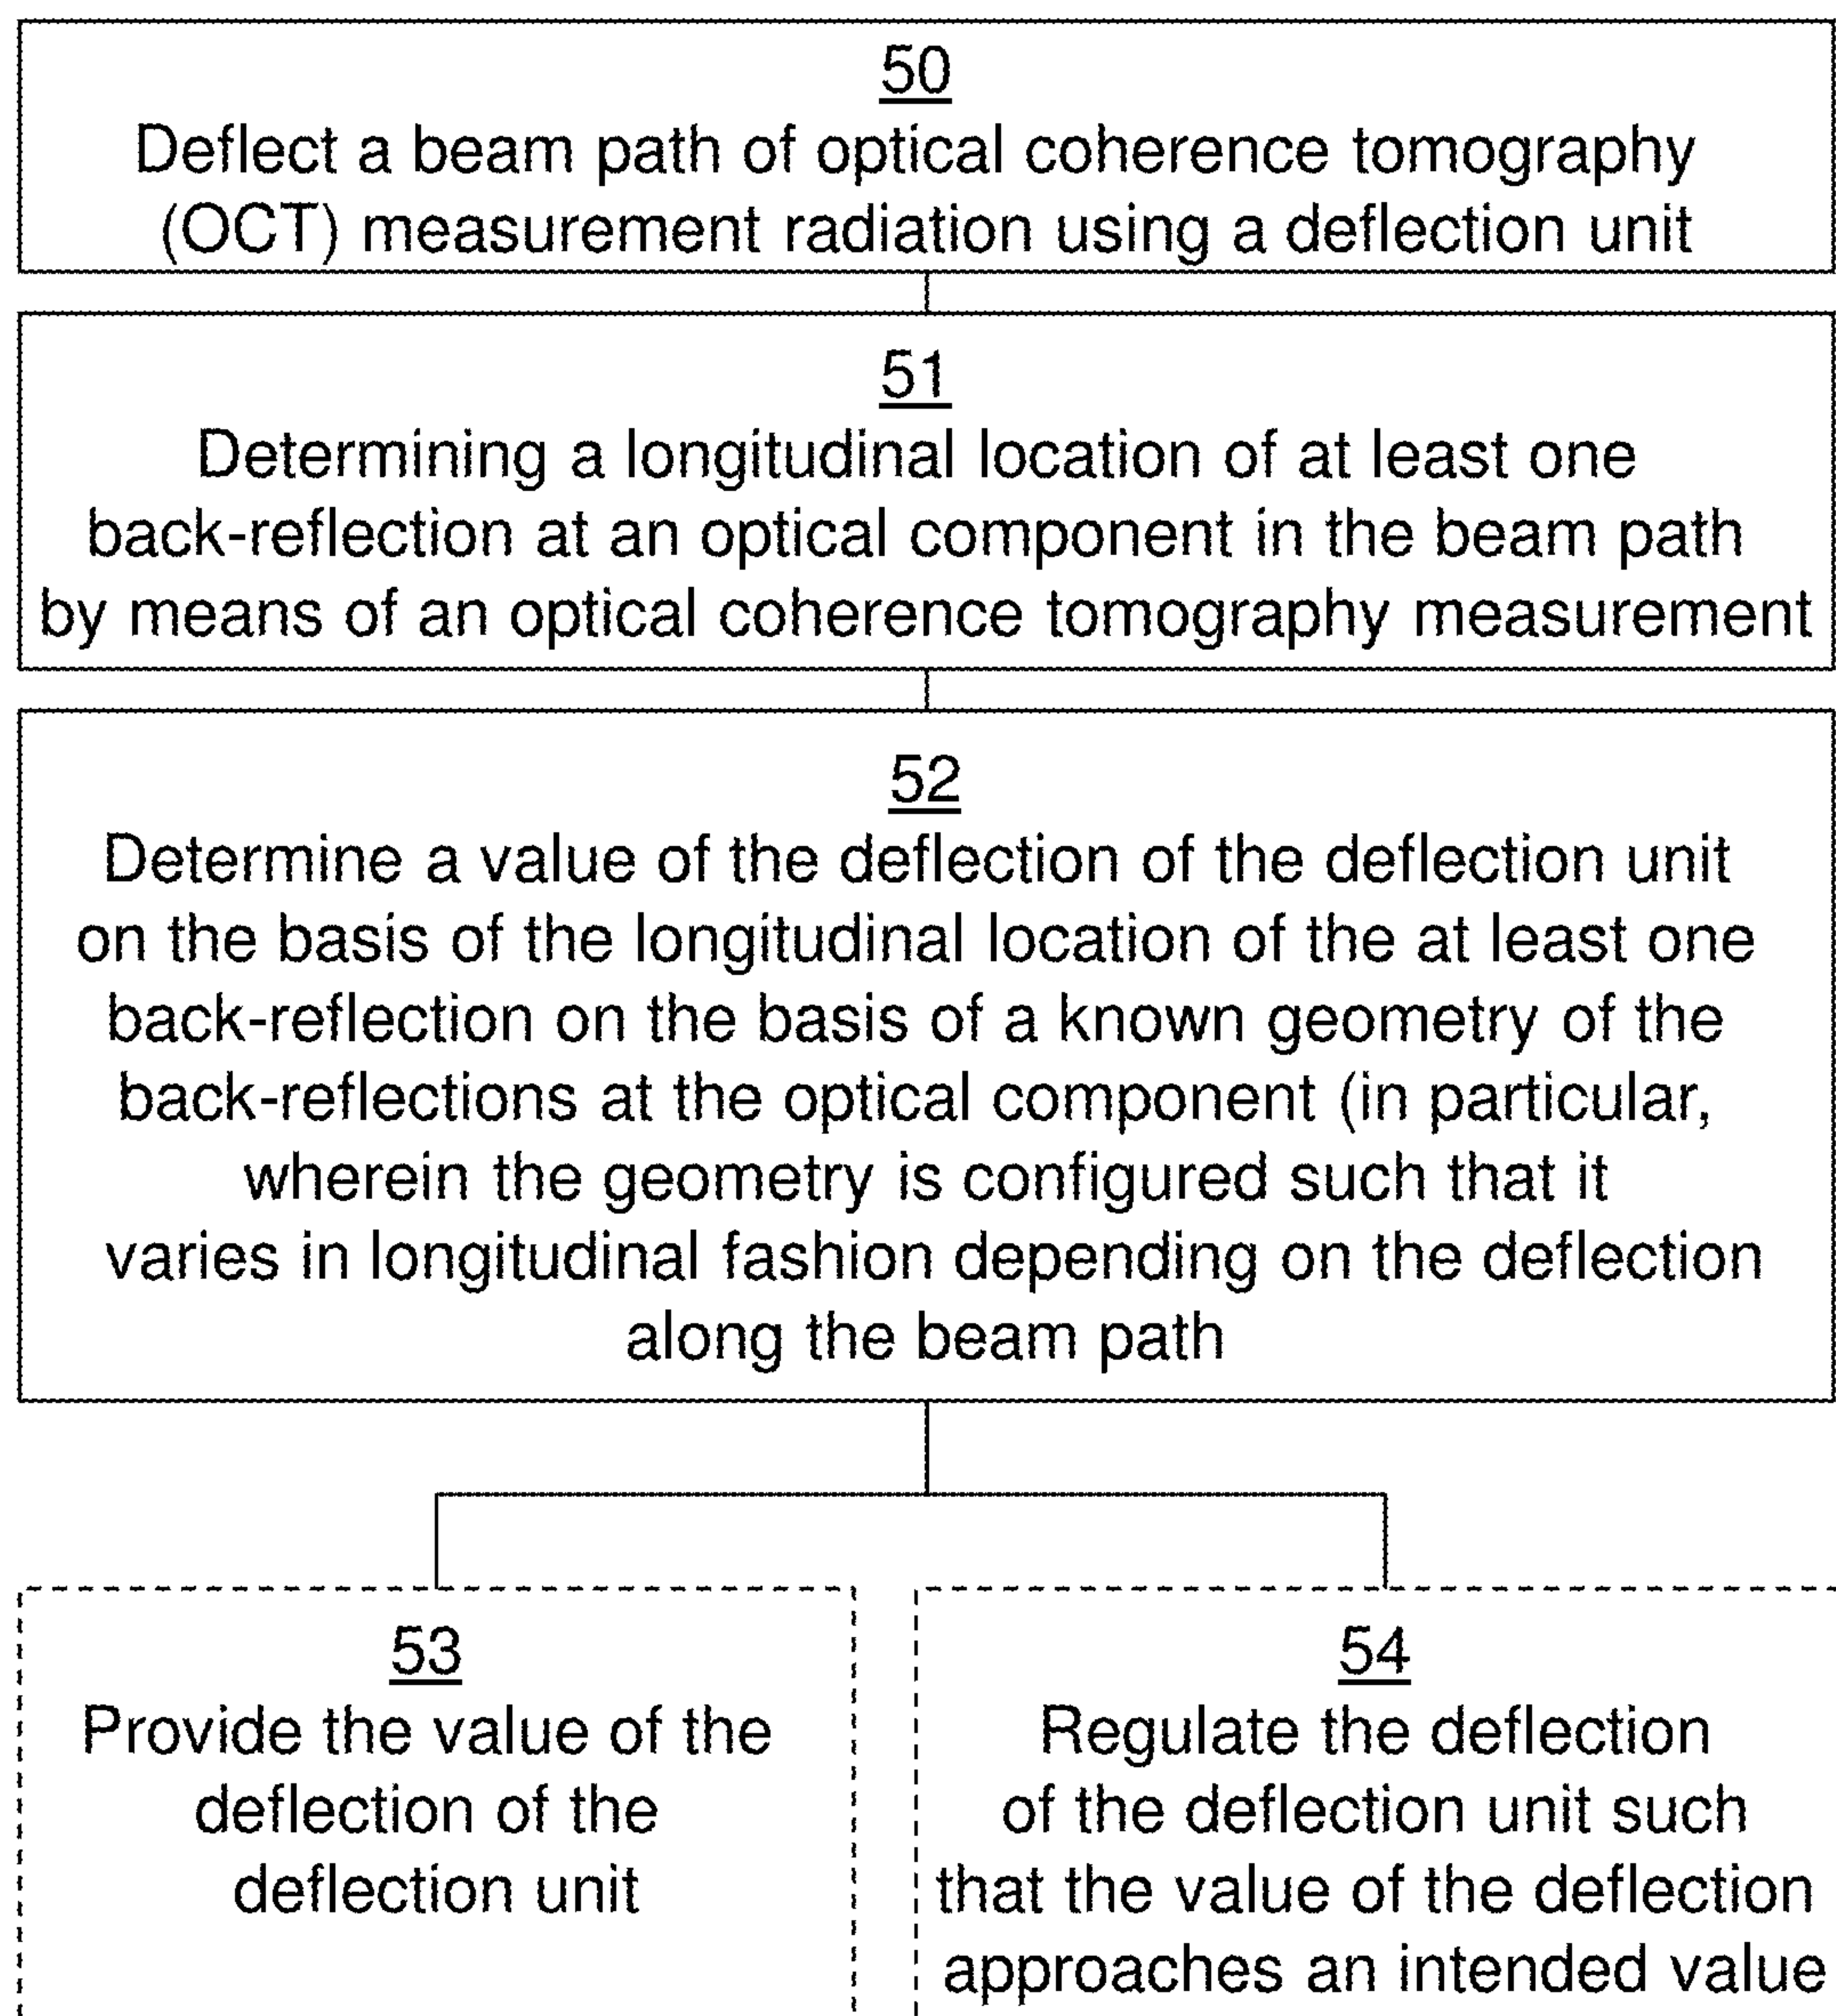 50
Deflect a beam path of optical coherence tomography
(OCT) measurement radiation using a deflection unit
51
Determining a longitudinal location of at least one
back-reflection at an optical component in the beam path
by means of an optical coherence tomography measurement
52
Determine a value of the deflection of the deflection unit
on the basis of the longitudinal location of the at least one
back-reflection on the basis of a known geometry of the
back-reflections at the optical component (in particular,
wherein the geometry is configured such that it
varies in longitudinal fashion depending on the deflection
along the beam path
53
Provide the value of the
deflection of the
deflection unit
54
Regulate the deflection
of the deflection unit such
that the value of the deflection
approaches an intended value